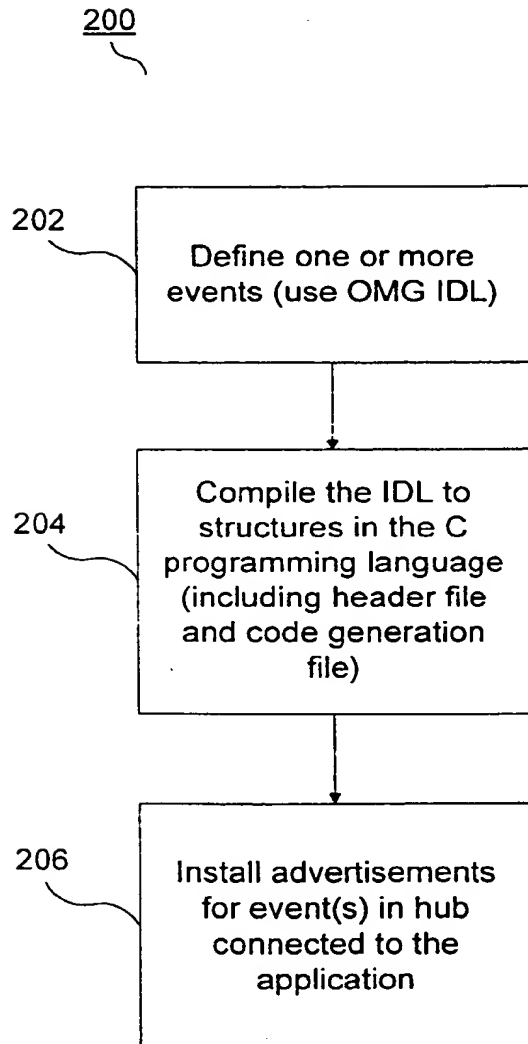 200
202
Define one or more
events (use OMG IDL)
204
Compile the IDL to
structures in the C
programming language
(including header file
and code generation
file)
206
Install advertisements
for event(s) in hub
connected to the
application